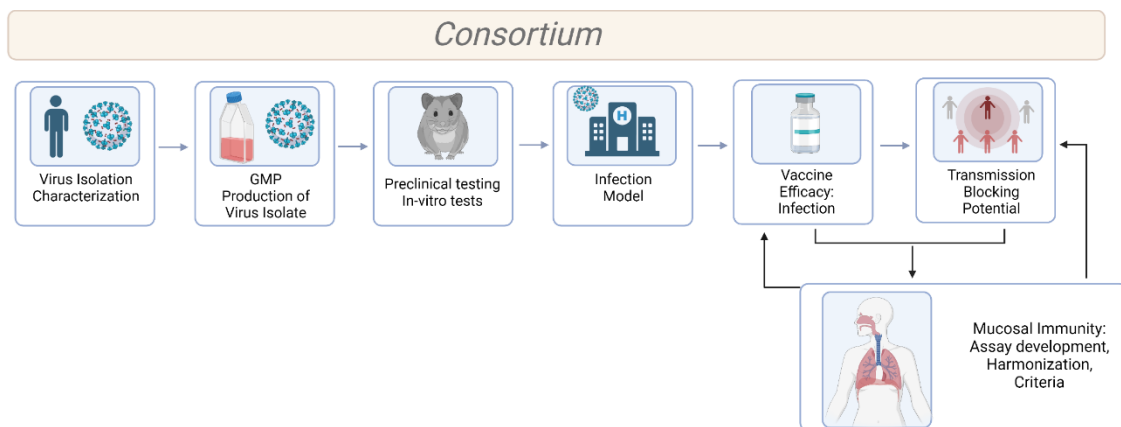 Consortium
Virus Isolation
Characterization
GMP
Production of
Virus Isolate
Preclinical testing
In-vitro tests
H
Infection
Model
Vaccine
Efficacy:
Infection
Transmission
Blocking
Potential
Mucosal Immunity:
Assay development,
Harmonization,
Criteria